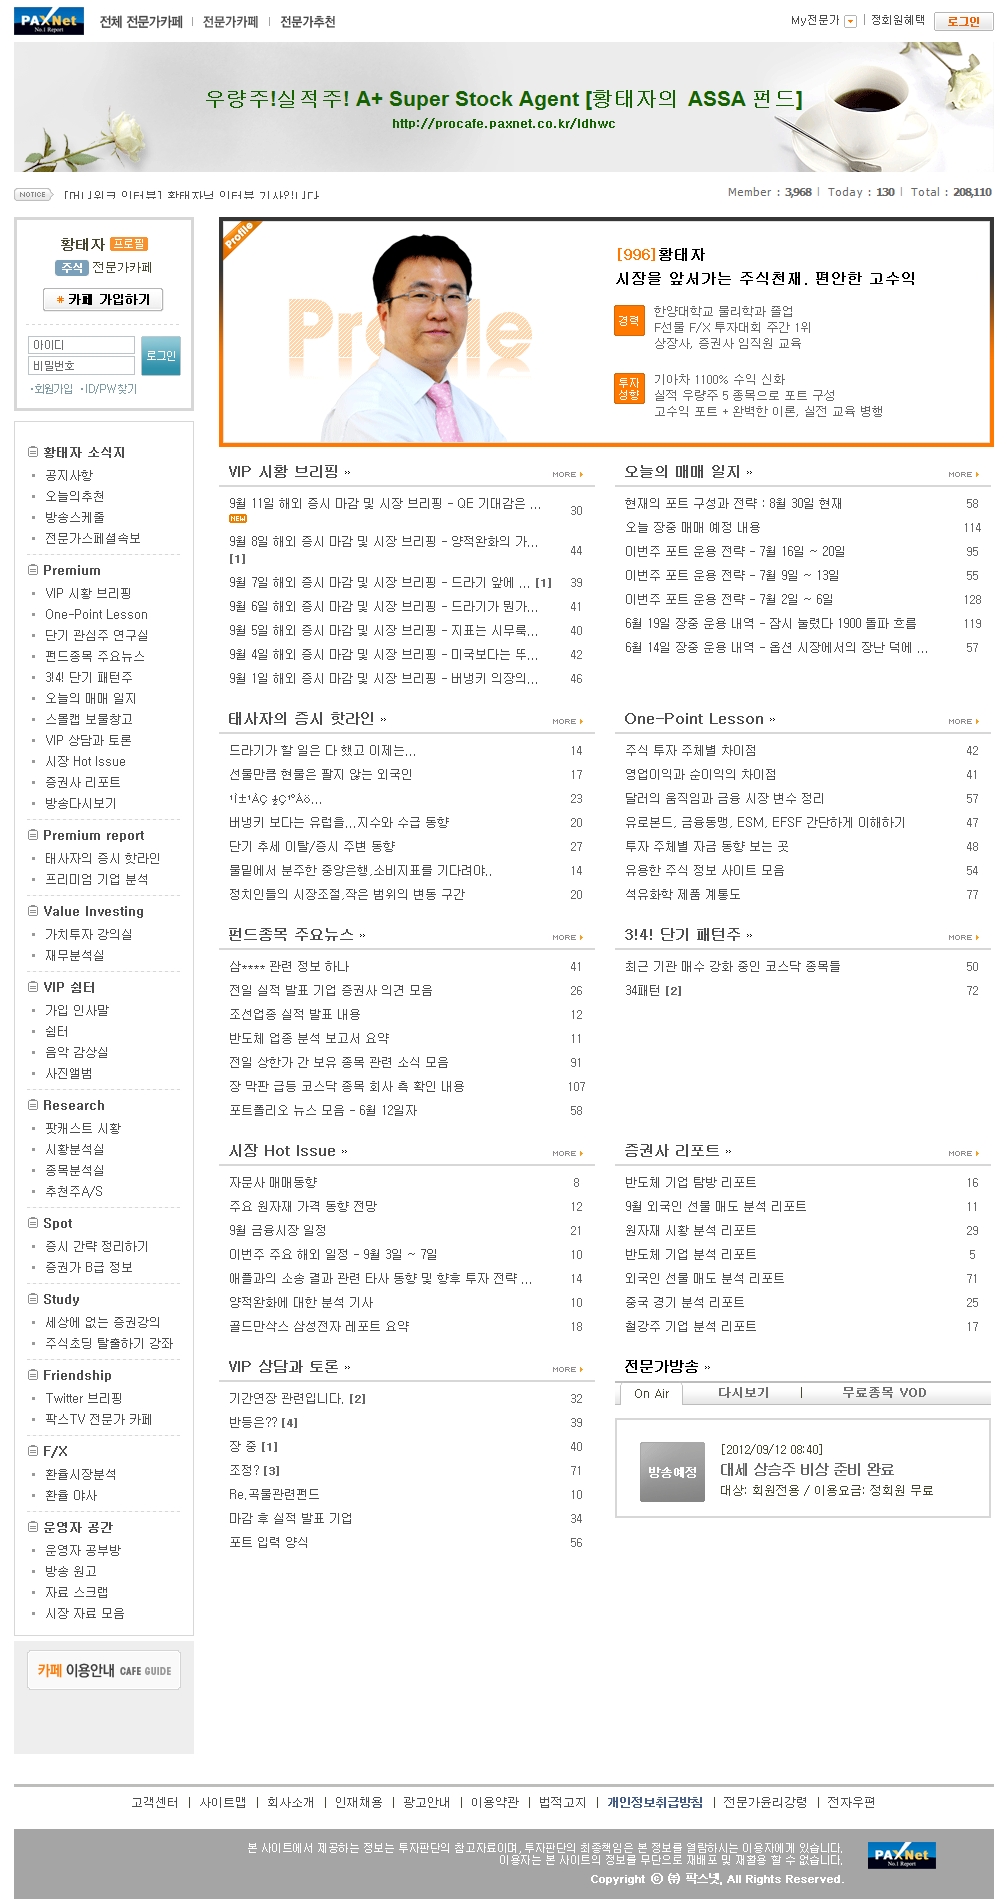 PAXNet
No.1 Report
전체 전문가카페 | 전문가카페 | 전문가추천
My전문가 | 정회원혜택 로그인
우량주!실적주! A+ Super Stock Agent [황태자의 ASSA 펀드]
http://procafe.paxnet.co.kr/ldhwc
NOTICE [머니위크 인터뷰] 황태자님 인터뷰 기사입니다
Member : 3,968 | Today : 130 | Total : 208,110
황태자 프로필
주식 전문가카페
카페 가입하기
아이디
비밀번호
로그인
·회원가입 ·ID/PW찾기
황태자 소식지
공지사항
오늘의추천
방송스케줄
전문가스페셜속보
Premium
VIP 시황 브리핑
One-Point Lesson
단기 관심주 연구실
펀드종목 주요뉴스
3!4! 단기 패턴주
오늘의 매매 일지
스몰캡 보물창고
VIP 상담과 토론
시장 Hot Issue
증권사 리포트
방송다시보기
Premium report
태사자의 증시 핫라인
프리미엄 기업 분석
Value Investing
가치투자 강의실
재무분석실
VIP 쉼터
가입 인사말
쉼터
음악 감상실
사진앨범
Research
팟캐스트 시황
시황분석실
종목분석실
추천주A/S
Spot
증시 간략 정리하기
증권가 B급 정보
Study
세상에 없는 증권강의
주식초딩 탈출하기 강좌
Friendship
Twitter 브리핑
팍스TV 전문가 카페
F/X
환율시장분석
환율 야사
운영자 공간
운영자 공부방
방송 원고
자료 스크랩
시장 자료 모음
카페 이용안내 CAFE GUIDE
Profile
Profile
[996]황태자
시장을 앞서가는 주식천재. 편안한 고수익
경력
한양대학교 물리학과 졸업
F선물 F/X 투자대회 주간 1위
상장사, 증권사 임직원 교육
투자
성향
기아차 1100% 수익 신화
실적 우량주 5 종목으로 포트 구성
고수익 포트 + 완벽한 이론, 실전 교육 병행
VIP 시황 브리핑 » MORE
9월 11일 해외 증시 마감 및 시장 브리핑 - QE 기대감은 ... 30
NEW
9월 8일 해외 증시 마감 및 시장 브리핑 - 양적완화의 가... 44
[1]
9월 7일 해외 증시 마감 및 시장 브리핑 - 드라기 앞에 ... [1] 39
9월 6일 해외 증시 마감 및 시장 브리핑 - 드라기가 뭔가... 41
9월 5일 해외 증시 마감 및 시장 브리핑 - 지표는 시무룩... 40
9월 4일 해외 증시 마감 및 시장 브리핑 - 미국보다는 뚜... 42
9월 1일 해외 증시 마감 및 시장 브리핑 - 버냉키 의장의... 46
오늘의 매매 일지 » MORE
현재의 포트 구성과 전략 : 8월 30일 현재 58
오늘 장중 매매 예정 내용 114
이번주 포트 운용 전략 - 7월 16일 ~ 20일 95
이번주 포트 운용 전략 - 7월 9일 ~ 13일 55
이번주 포트 운용 전략 - 7월 2일 ~ 6일 128
6월 19일 장중 운용 내역 - 잠시 눌렸다 1900 돌파 흐름 119
6월 14일 장중 운용 내역 - 옵션 시장에서의 장난 덕에 ... 57
태사자의 증시 핫라인 » MORE
드라기가 할 일은 다 했고 이제는... 14
선물만큼 현물은 팔지 않는 외국인 17
¹Ì±¹ÀÇ ±Ç¹°Àö... 23
버냉키 보다는 유럽을...지수와 수급 동향 20
단기 추세 이탈/증시 주변 동향 27
물밑에서 분주한 중앙은행.소비지표를 기다려야.. 14
정치인들의 시장조절.작은 범위의 변동 구간 20
One-Point Lesson » MORE
주식 투자 주체별 차이점 42
영업이익과 순이익의 차이점 41
달러의 움직임과 금융 시장 변수 정리 57
유로본드, 금융동맹, ESM, EFSF 간단하게 이해하기 47
투자 주체별 자금 동향 보는 곳 48
유용한 주식 정보 사이트 모음 54
석유화학 제품 계통도 77
펀드종목 주요뉴스 » MORE
삼**** 관련 정보 하나 41
전일 실적 발표 기업 증권사 의견 모음 26
조선업종 실적 발표 내용 12
반도체 업종 분석 보고서 요약 11
전일 상한가 간 보유 종목 관련 소식 모음 91
장 막판 급등 코스닥 종목 회사 측 확인 내용 107
포트폴리오 뉴스 모음 - 6월 12일자 58
3!4! 단기 패턴주 » MORE
최근 기관 매수 강화 중인 코스닥 종목들 50
34패턴 [2] 72
시장 Hot Issue » MORE
자문사 매매동향 8
주요 원자재 가격 동향 전망 12
9월 금융시장 일정 21
이번주 주요 해외 일정 - 9월 3일 ~ 7일 10
애플과의 소송 결과 관련 타사 동향 및 향후 투자 전략 ... 14
양적완화에 대한 분석 기사 10
골드만삭스 삼성전자 레포트 요약 18
증권사 리포트 » MORE
반도체 기업 탐방 리포트 16
9월 외국인 선물 매도 분석 리포트 11
원자재 시황 분석 리포트 29
반도체 기업 분석 리포트 5
외국인 선물 매도 분석 리포트 71
중국 경기 분석 리포트 25
철강주 기업 분석 리포트 17
VIP 상담과 토론 » MORE
기간연장 관련입니다. [2] 32
반등은?? [4] 39
장 중 [1] 40
조정? [3] 71
Re.곡물관련펀드 10
마감 후 실적 발표 기업 34
포트 입력 양식 56
전문가방송 »
On Air 다시보기 | 무료종목 VOD
방송예정
[2012/09/12 08:40]
대세 상승주 비상 준비 완료
대상: 회원전용 / 이용요금: 정회원 무료
고객센터 | 사이트맵 | 회사소개 | 인재채용 | 광고안내 | 이용약관 | 법적고지 | 개인정보취급방침 | 전문가윤리강령 | 전자우편
본 사이트에서 제공하는 정보는 투자판단의 참고자료이며, 투자판단의 최종책임은 본 정보를 열람하시는 이용자에게 있습니다.
이용자는 본 사이트의 정보를 무단으로 재배포 및 재활용 할 수 없습니다.
Copyright ⓒ ㈜ 팍스넷, All Rights Reserved.
PAXNet
No.1 Report